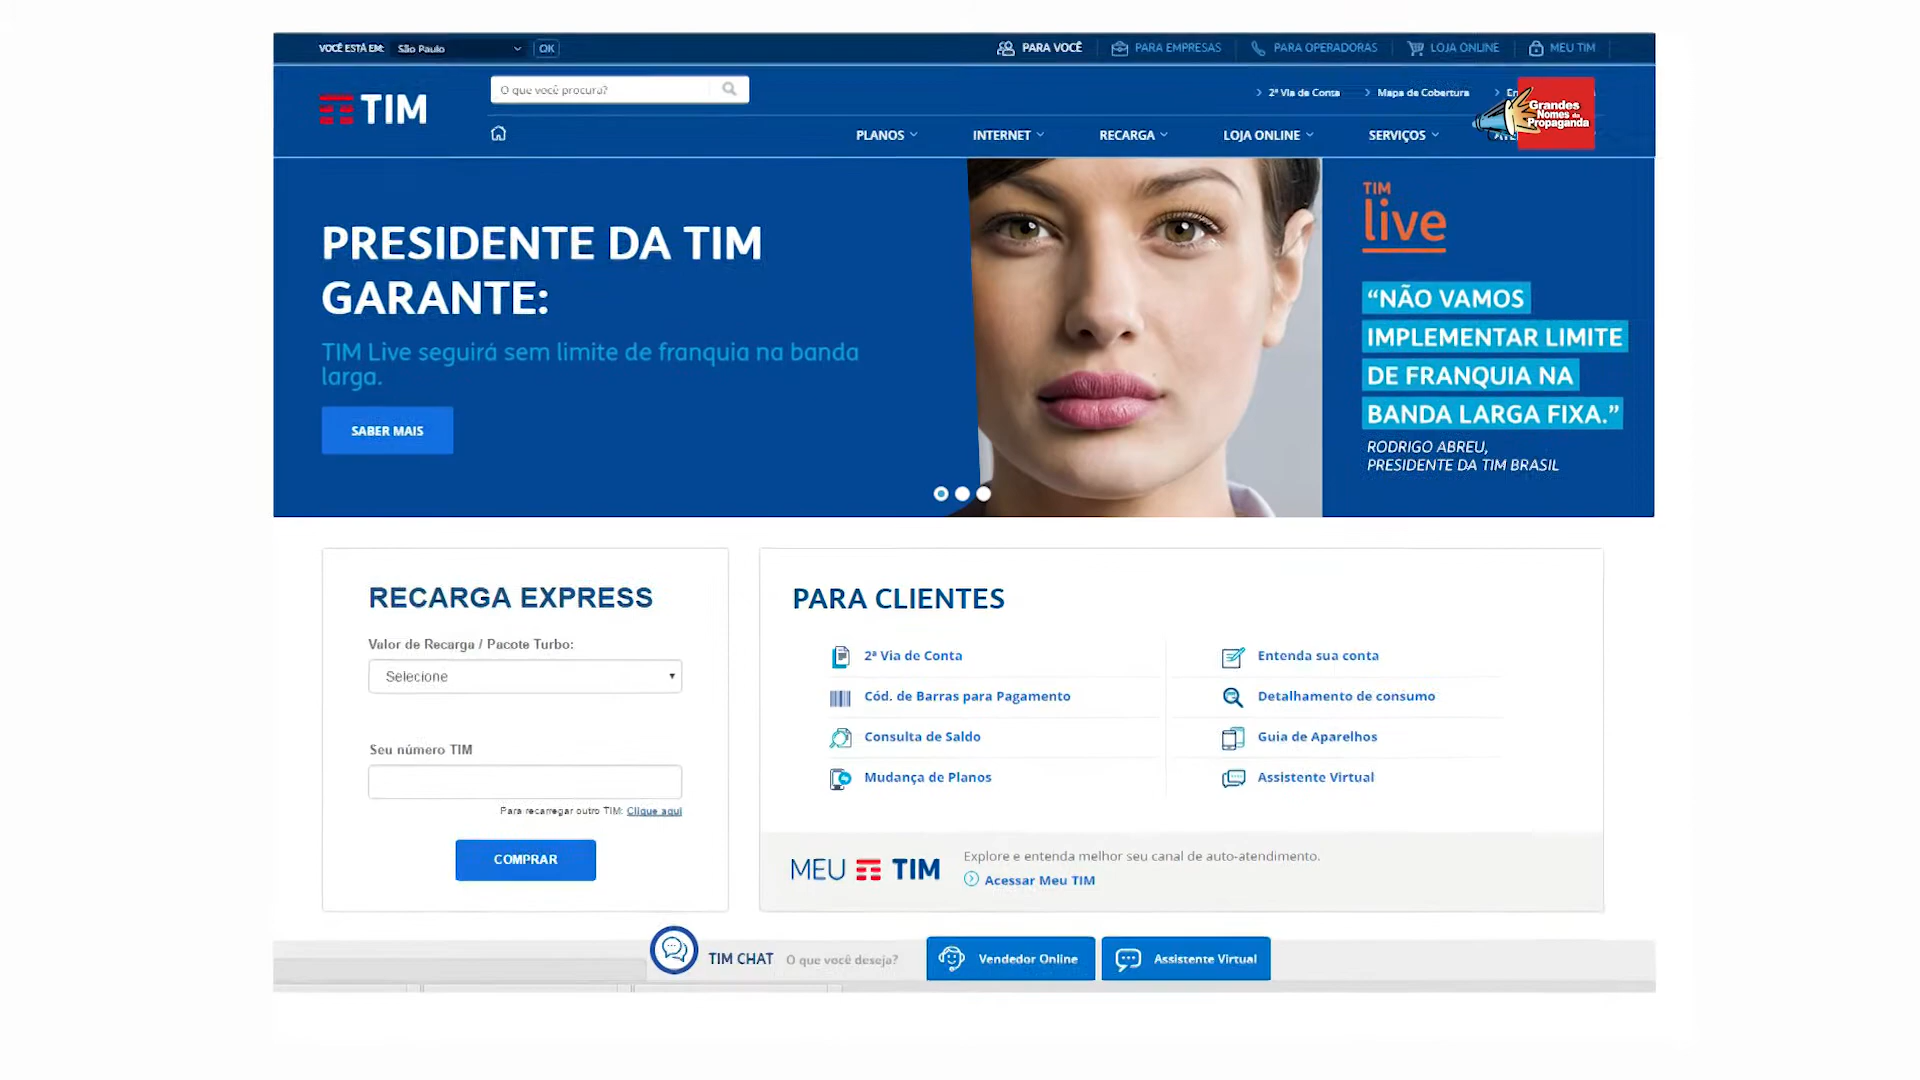 VOCÊ ESTÁ EM: São Paulo OK
PARA VOCÊ
PARA EMPRESAS
PARA OPERADORAS
LOJA ONLINE
MEU TIM
TIM
O que você procura?
2ª Via de Conta
Mapa de Cobertura
Grandes
Nomes da
Propaganda
PLANOS
INTERNET
RECARGA
LOJA ONLINE
SERVIÇOS
PRESIDENTE DA TIM
GARANTE:
TIM Live seguirá sem limite de franquia na banda
larga.
SABER MAIS
TIM
live
“NÃO VAMOS
IMPLEMENTAR LIMITE
DE FRANQUIA NA
BANDA LARGA FIXA.”
RODRIGO ABREU,
PRESIDENTE DA TIM BRASIL
RECARGA EXPRESS
Valor de Recarga / Pacote Turbo:
Selecione
Seu número TIM
Para recarregar outro TIM: Clique aqui
COMPRAR
PARA CLIENTES
2ª Via de Conta
Cód. de Barras para Pagamento
Consulta de Saldo
Mudança de Planos
Entenda sua conta
Detalhamento de consumo
Guia de Aparelhos
Assistente Virtual
MEU TIM
Explore e entenda melhor seu canal de auto-atendimento.
Acessar Meu TIM
TIM CHAT O que você deseja?
Vendedor Online
Assistente Virtual